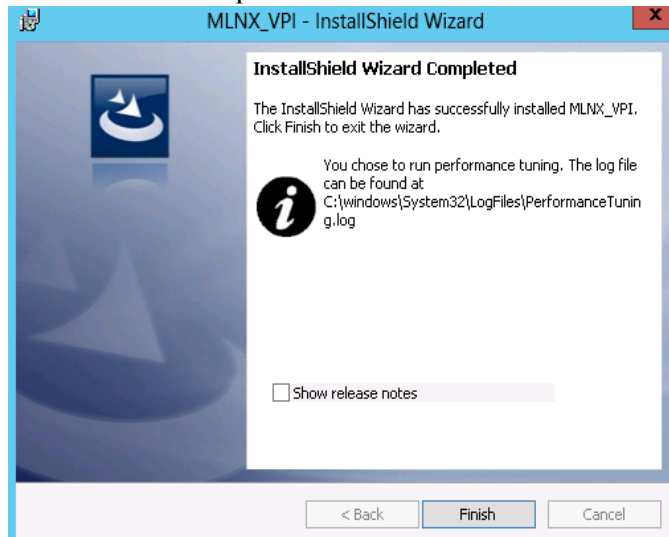 MLNX_VPI - InstallShield Wizard
X
InstallShield Wizard Completed
The InstallShield Wizard has successfully installed MLNX_VPI.
Click Finish to exit the wizard.
You chose to run performance tuning. The log file
can be found at
C:\windows\System32\LogFiles\PerformanceTunin
g.log
Show release notes
< Back
Finish
Cancel